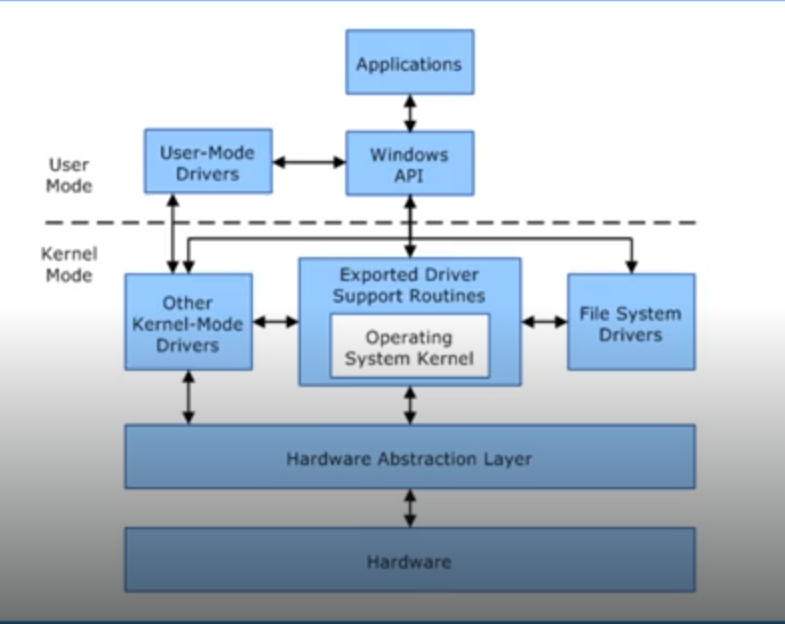 Applications
User-Mode
Drivers
Windows
API
User
Mode
Kernel
Mode
Exported Driver
Support Routines
Other
Kernel-Mode
Drivers
Operating
System Kernel
File System
Drivers
Hardware Abstraction Layer
Hardware